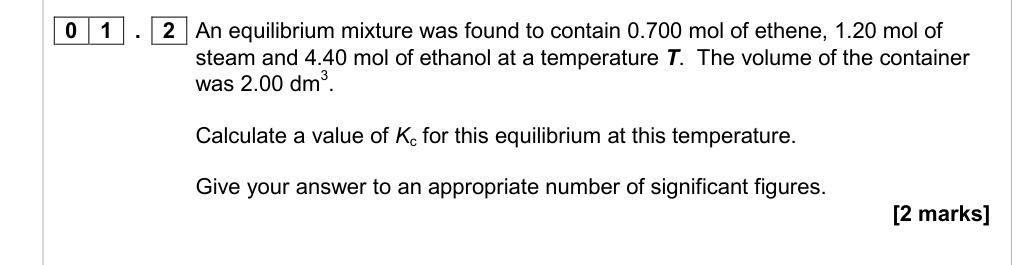 0 1 . 2 An equilibrium mixture was found to contain 0.700 mol of ethene, 1.20 mol of
steam and 4.40 mol of ethanol at a temperature T. The volume of the container
was 2.00 dm³.
Calculate a value of Kc for this equilibrium at this temperature.
Give your answer to an appropriate number of significant figures.
[2 marks]